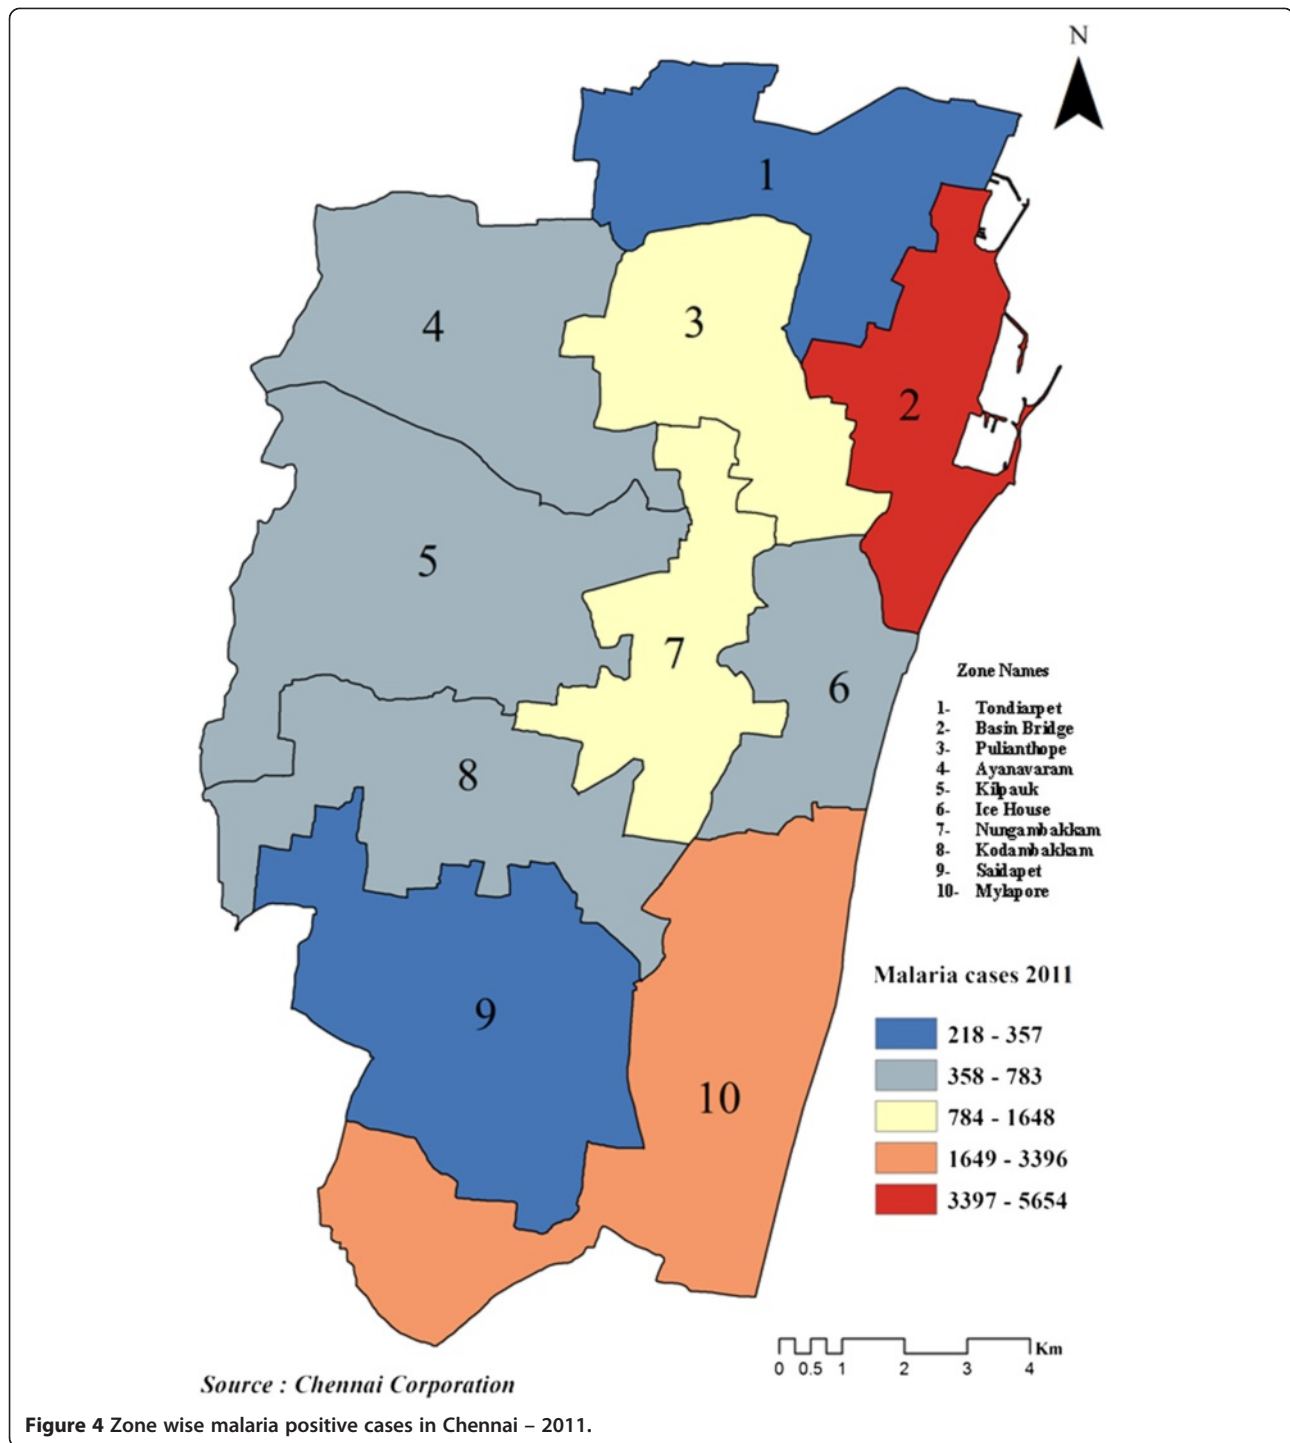 N
1
4
3
2
5
7
6
8
9
10
Zone Names
1- Tondiarpet
2- Basin Bridge
3- Pulianthope
4- Ayanavaram
5- Kilpauk
6- Ice House
7- Nungambakkam
8- Kodambakkam
9- Saidapet
10- Mylapore
Malaria cases 2011
218 - 357
358 - 783
784 - 1648
1649 - 3396
3397 - 5654
Km
0 0.5 1 2 3 4
Source : Chennai Corporation
Figure 4 Zone wise malaria positive cases in Chennai – 2011.